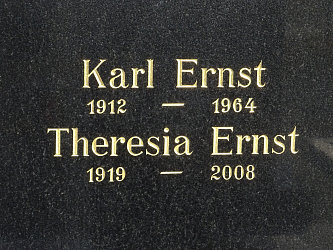 Karl Ernst
1912 — 1964
Theresia Ernst
1919 — 2008